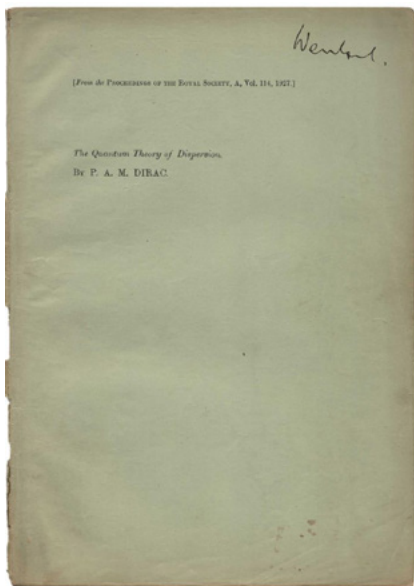 Wentzel.
[From the PROCEEDINGS OF THE ROYAL SOCIETY, A, Vol. 114, 1927.]
The Quantum Theory of Dispersion.
By P. A. M. DIRAC.